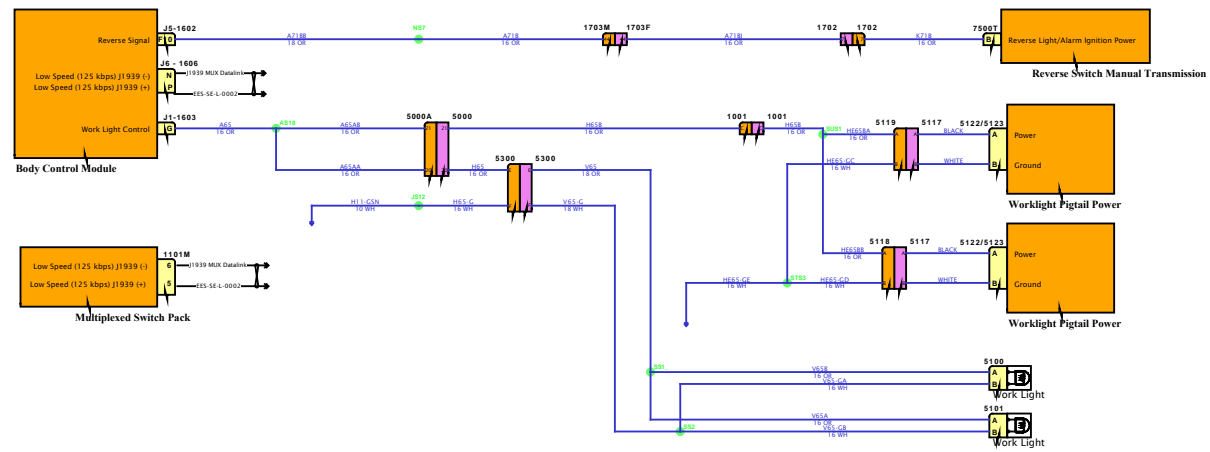 J5-1602
Reverse Signal
F 0
A718B
18 OR
NS7
A718
16 OR
1703M
1703F
A718J
16 OR
1702
1702
K718
16 OR
7500T
B
Reverse Light/Alarm Ignition Power
Reverse Switch Manual Transmission
J6 - 1606
Low Speed (125 kbps) J1939 (-)
N
J1939 MUX Datalink
Low Speed (125 kbps) J1939 (+)
P
EES-SE-L-0002
J1-1603
Work Light Control
G
A65
16 OR
AS18
A65AB
16 OR
5000A
5000
21
21
H65B
16 OR
1001
1001
H65B
16 OR
SUS1
HE65BA
16 OR
5119
5117
A
A
BLACK
5122/5123
A
Power
Body Control Module
A65AA
16 OR
H65
16 OR
5300
5300
V65
18 OR
HE65-GC
16 WH
WHITE
B
Ground
JS12
H11-GSN
10 WH
H65-G
16 WH
V65-G
18 WH
Worklight Pigtail Power
1101M
Low Speed (125 kbps) J1939 (-)
6
J1939 MUX Datalink
Low Speed (125 kbps) J1939 (+)
5
EES-SE-L-0002
Multiplexed Switch Pack
HE65BB
16 OR
5118
5117
A
A
BLACK
5122/5123
A
Power
HE65-GE
16 WH
STS3
HE65-GD
16 WH
WHITE
B
Ground
Worklight Pigtail Power
5100
SS1
V65B
16 OR
A
V65-GA
16 WH
B
Work Light
5101
V65A
16 OR
A
SS2
V65-GB
16 WH
B
Work Light